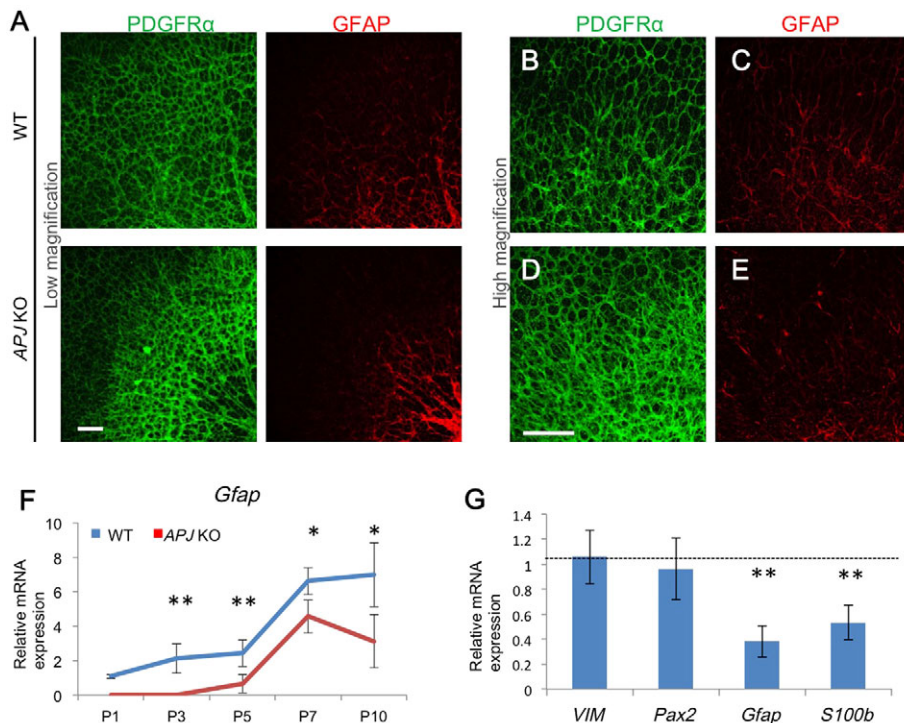 A
PDGFRα GFAP PDGFRα GFAP
WT
APJ KO
Low magnification
High magnification
B
C
D
E
F
Gfap
WT APJ KO
Relative mRNA
expression
10
8
6
4
2
0
* *
** **
P1 P3 P5 P7 P10
G
Relative mRNA
expression
1.4
1.2
1
0.8
0.6
0.4
0.2
0
** **
VIM Pax2 Gfap S100b